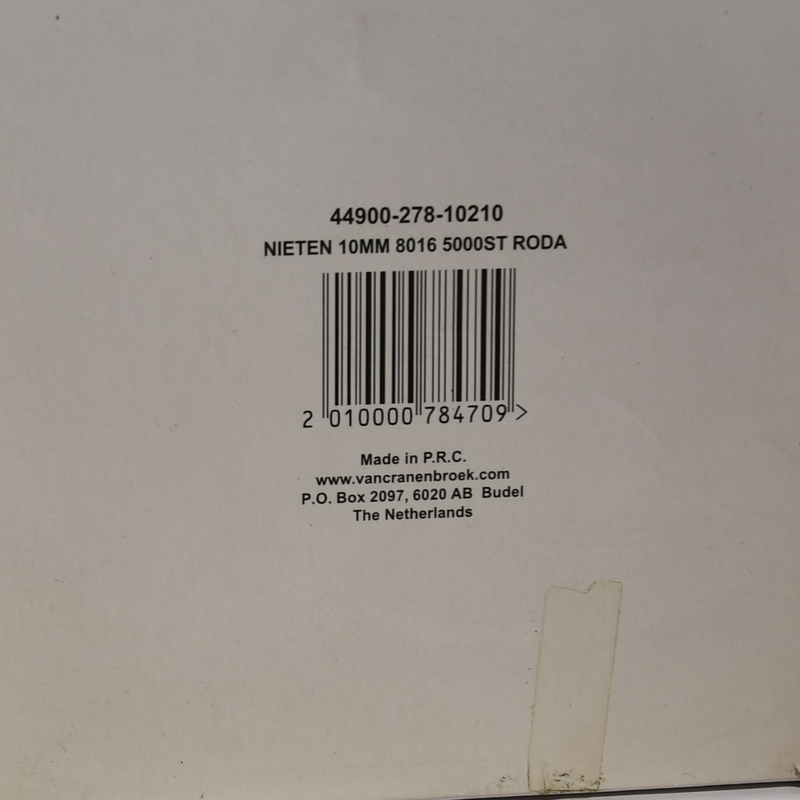 44900-278-10210
NIETEN 10MM 8016 5000ST RODA
2 010000 784709 >
Made in P.R.C.
www.vancranenbroek.com
P.O. Box 2097, 6020 AB Budel
The Netherlands